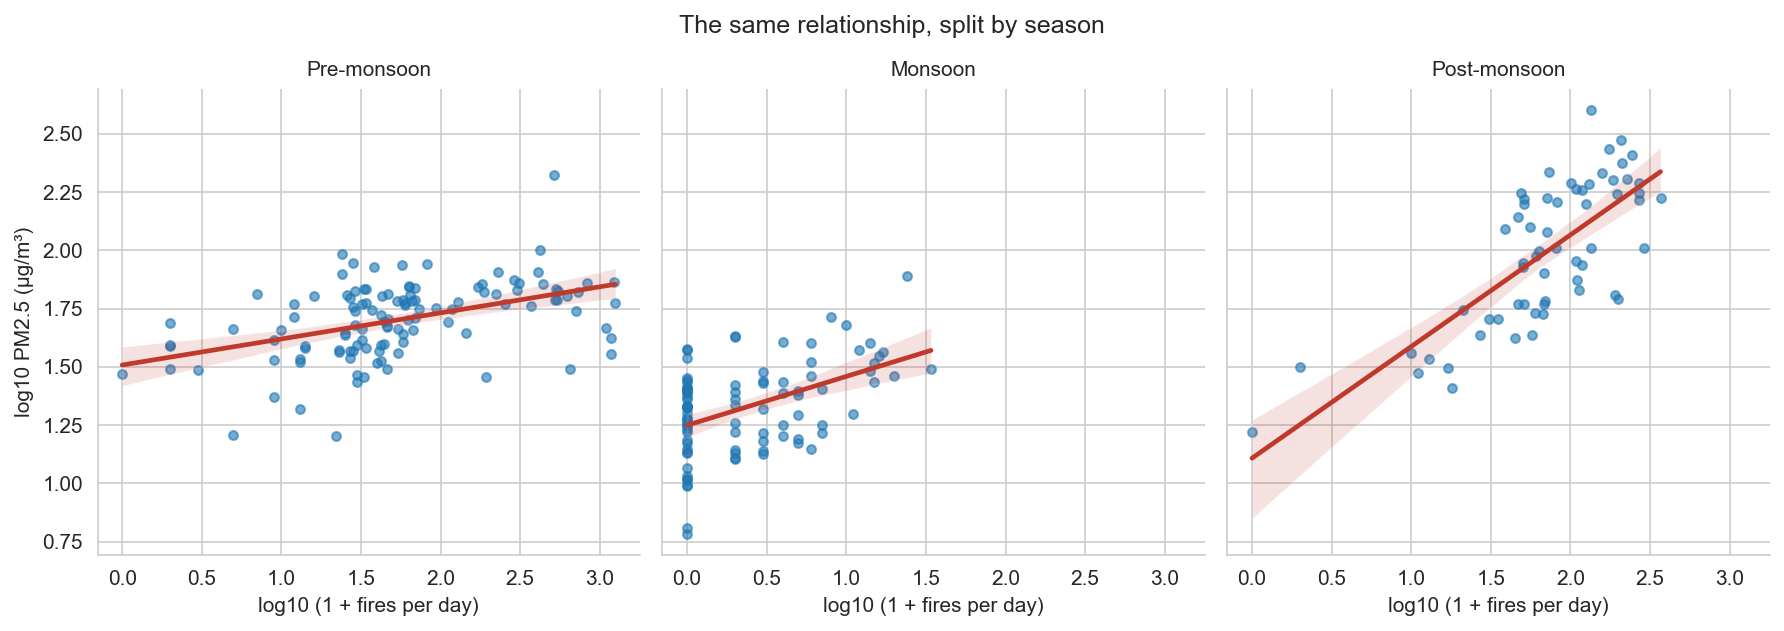 The same relationship, split by season
Pre-monsoon
Monsoon
Post-monsoon
log10 PM2.5 (µg/m³)
2.50
2.25
2.00
1.75
1.50
1.25
1.00
0.75
0.0 0.5 1.0 1.5 2.0 2.5 3.0
0.0 0.5 1.0 1.5 2.0 2.5 3.0
0.0 0.5 1.0 1.5 2.0 2.5 3.0
log10 (1 + fires per day)
log10 (1 + fires per day)
log10 (1 + fires per day)